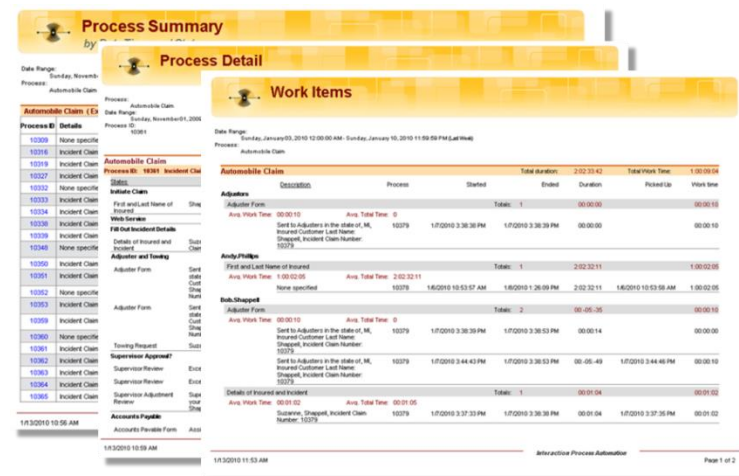 Process Summary
Date Range:
Process:
Automobile Claim
Process ID Details
10309 None specifie
10316 Incident Claim
10319 Incident Claim
10327 Incident Claim
10332 None specifie
10333 Incident Claim
10334 Incident Claim
10338 Incident Claim
10339 Incident Claim
10348 None specifie
10350 Incident Claim
10351 Incident Claim
10352 None specifie
10353 Incident Claim
10359 Incident Claim
10360 None specifie
10361 Incident Claim
10362 Incident Claim
10363 Incident Claim
10364 Incident Claim
10365 Incident Claim
1/13/2010 10:56 AM
Process Detail
Process:
Automobile Claim
Date Range:
Sunday, November 01, 2009
Process ID:
10361
Automobile Claim
Process ID: 10361 Incident Clai
States:
Initiate Claim
First and Last Name of
Insured
Web Service
Fill Out Incident Details
Details of Insured and
Incident
Adjuster and Towing
Adjuster Form
Adjuster Form
Towing Request
Supervisor Approval?
Supervisor Review
Supervisor Review
Supervisor Adjustment
Review
Accounts Payable
Accounts Payable Form
1/13/2010 10:59 AM
Work Items
Date Range:
Sunday, January 03, 2010 12:00:00 AM - Sunday, January 10, 2010 11:59:59 PM (Last Week)
Process:
Automobile Claim
Automobile Claim Total duration: 2:02:33:42 Total Work Time: 1:00:09:04
Description Process Started Ended Duration Picked Up Work time
Adjusters
Adjuster Form Totals: 1 00:00:00 00:00:10
Avg. Work Time: 00:00:10 Avg. Total Time: 0
Sent to Adjusters in the state of, MI, 10379 1/7/2010 3:38:39 PM 1/7/2010 3:38:39 PM 00:00:00 00:00:10
Insured Customer Last Name:
Shappell, Incident Claim Number:
10379
Andy.Phillips
First and Last Name of Insured Totals: 1 2:02:32:11 1:00:02:05
Avg. Work Time: 1:00:02:05 Avg. Total Time: 2:02:32:11
None specified 10378 1/6/2010 10:53:57 AM 1/8/2010 1:26:09 PM 2:02:32:11 1/6/2010 10:53:58 AM 1:00:02:05
Bob.Shappell
Adjuster Form Totals: 2 00:-05:-35 00:00:10
Avg. Work Time: 00:00:10 Avg. Total Time: 0
Sent to Adjusters in the state of, MI, 10379 1/7/2010 3:38:39 PM 1/7/2010 3:38:53 PM 00:00:14 00:00:00
Insured Customer Last Name:
Shappell, Incident Claim Number:
10379
Sent to Adjusters in the state of, MI, 10379 1/7/2010 3:44:43 PM 1/7/2010 3:38:53 PM 00:-05:-49 1/7/2010 3:44:46 PM 00:00:10
Insured Customer Last Name:
Shappell, Incident Claim Number:
10379
Details of Insured and Incident Totals: 1 00:01:04 00:01:02
Avg. Work Time: 00:01:02 Avg. Total Time: 00:01:05
Suzanne, Shappell, Incident Claim 10379 1/7/2010 3:37:33 PM 1/7/2010 3:38:38 PM 00:01:04 1/7/2010 3:37:35 PM 00:01:02
Number: 10379
1/13/2010 11:53 AM Interactive Process Automation Page 1 of 2